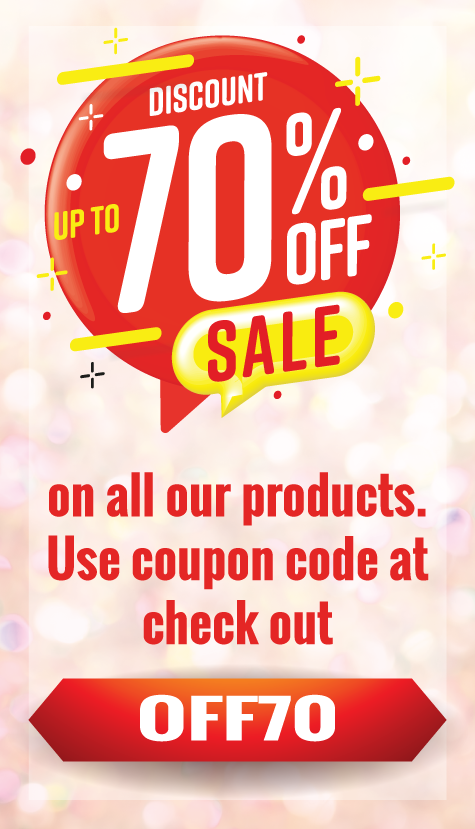 DISCOUNT
UP TO
70%
OFF
SALE
on all our products.
Use coupon code at
check out
OFF70